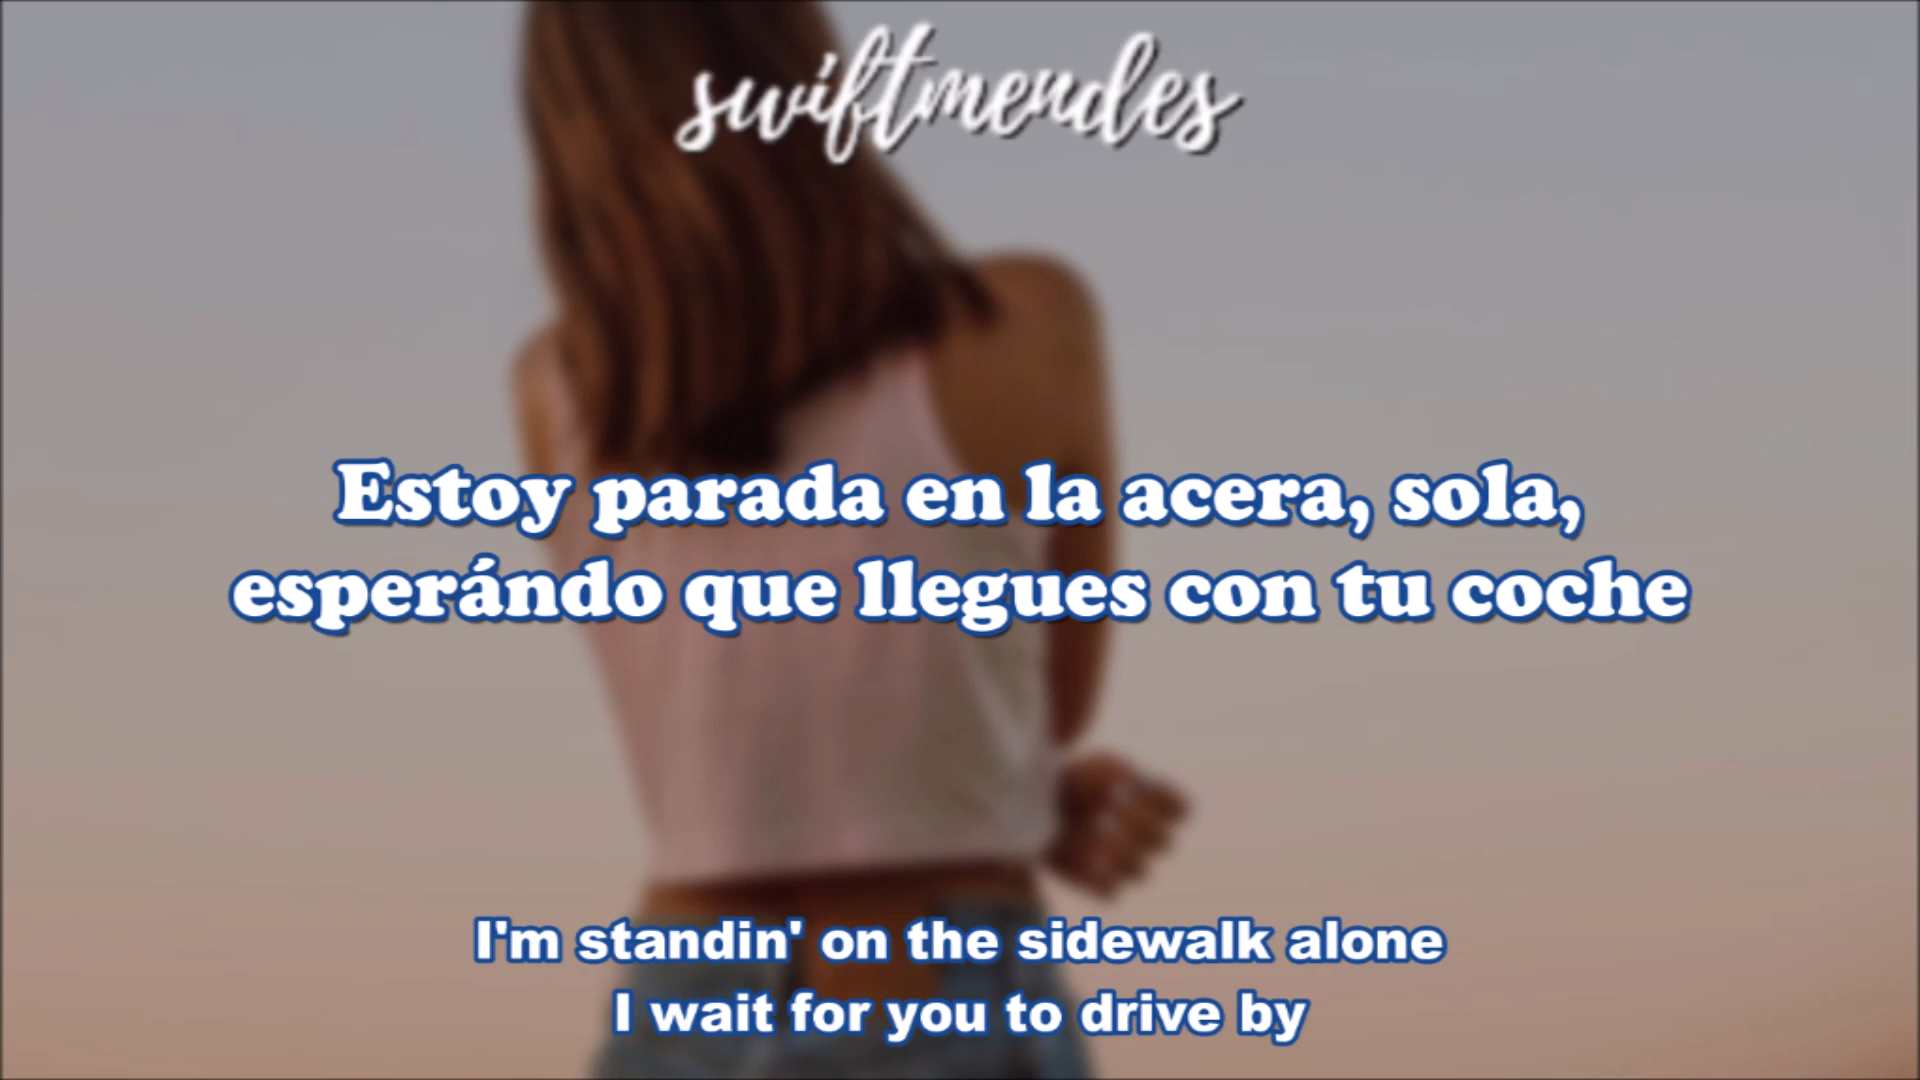 swiftmendes
Estoy parada en la acera, sola,
esperándo que llegues con tu coche
I'm standin' on the sidewalk alone
I wait for you to drive by